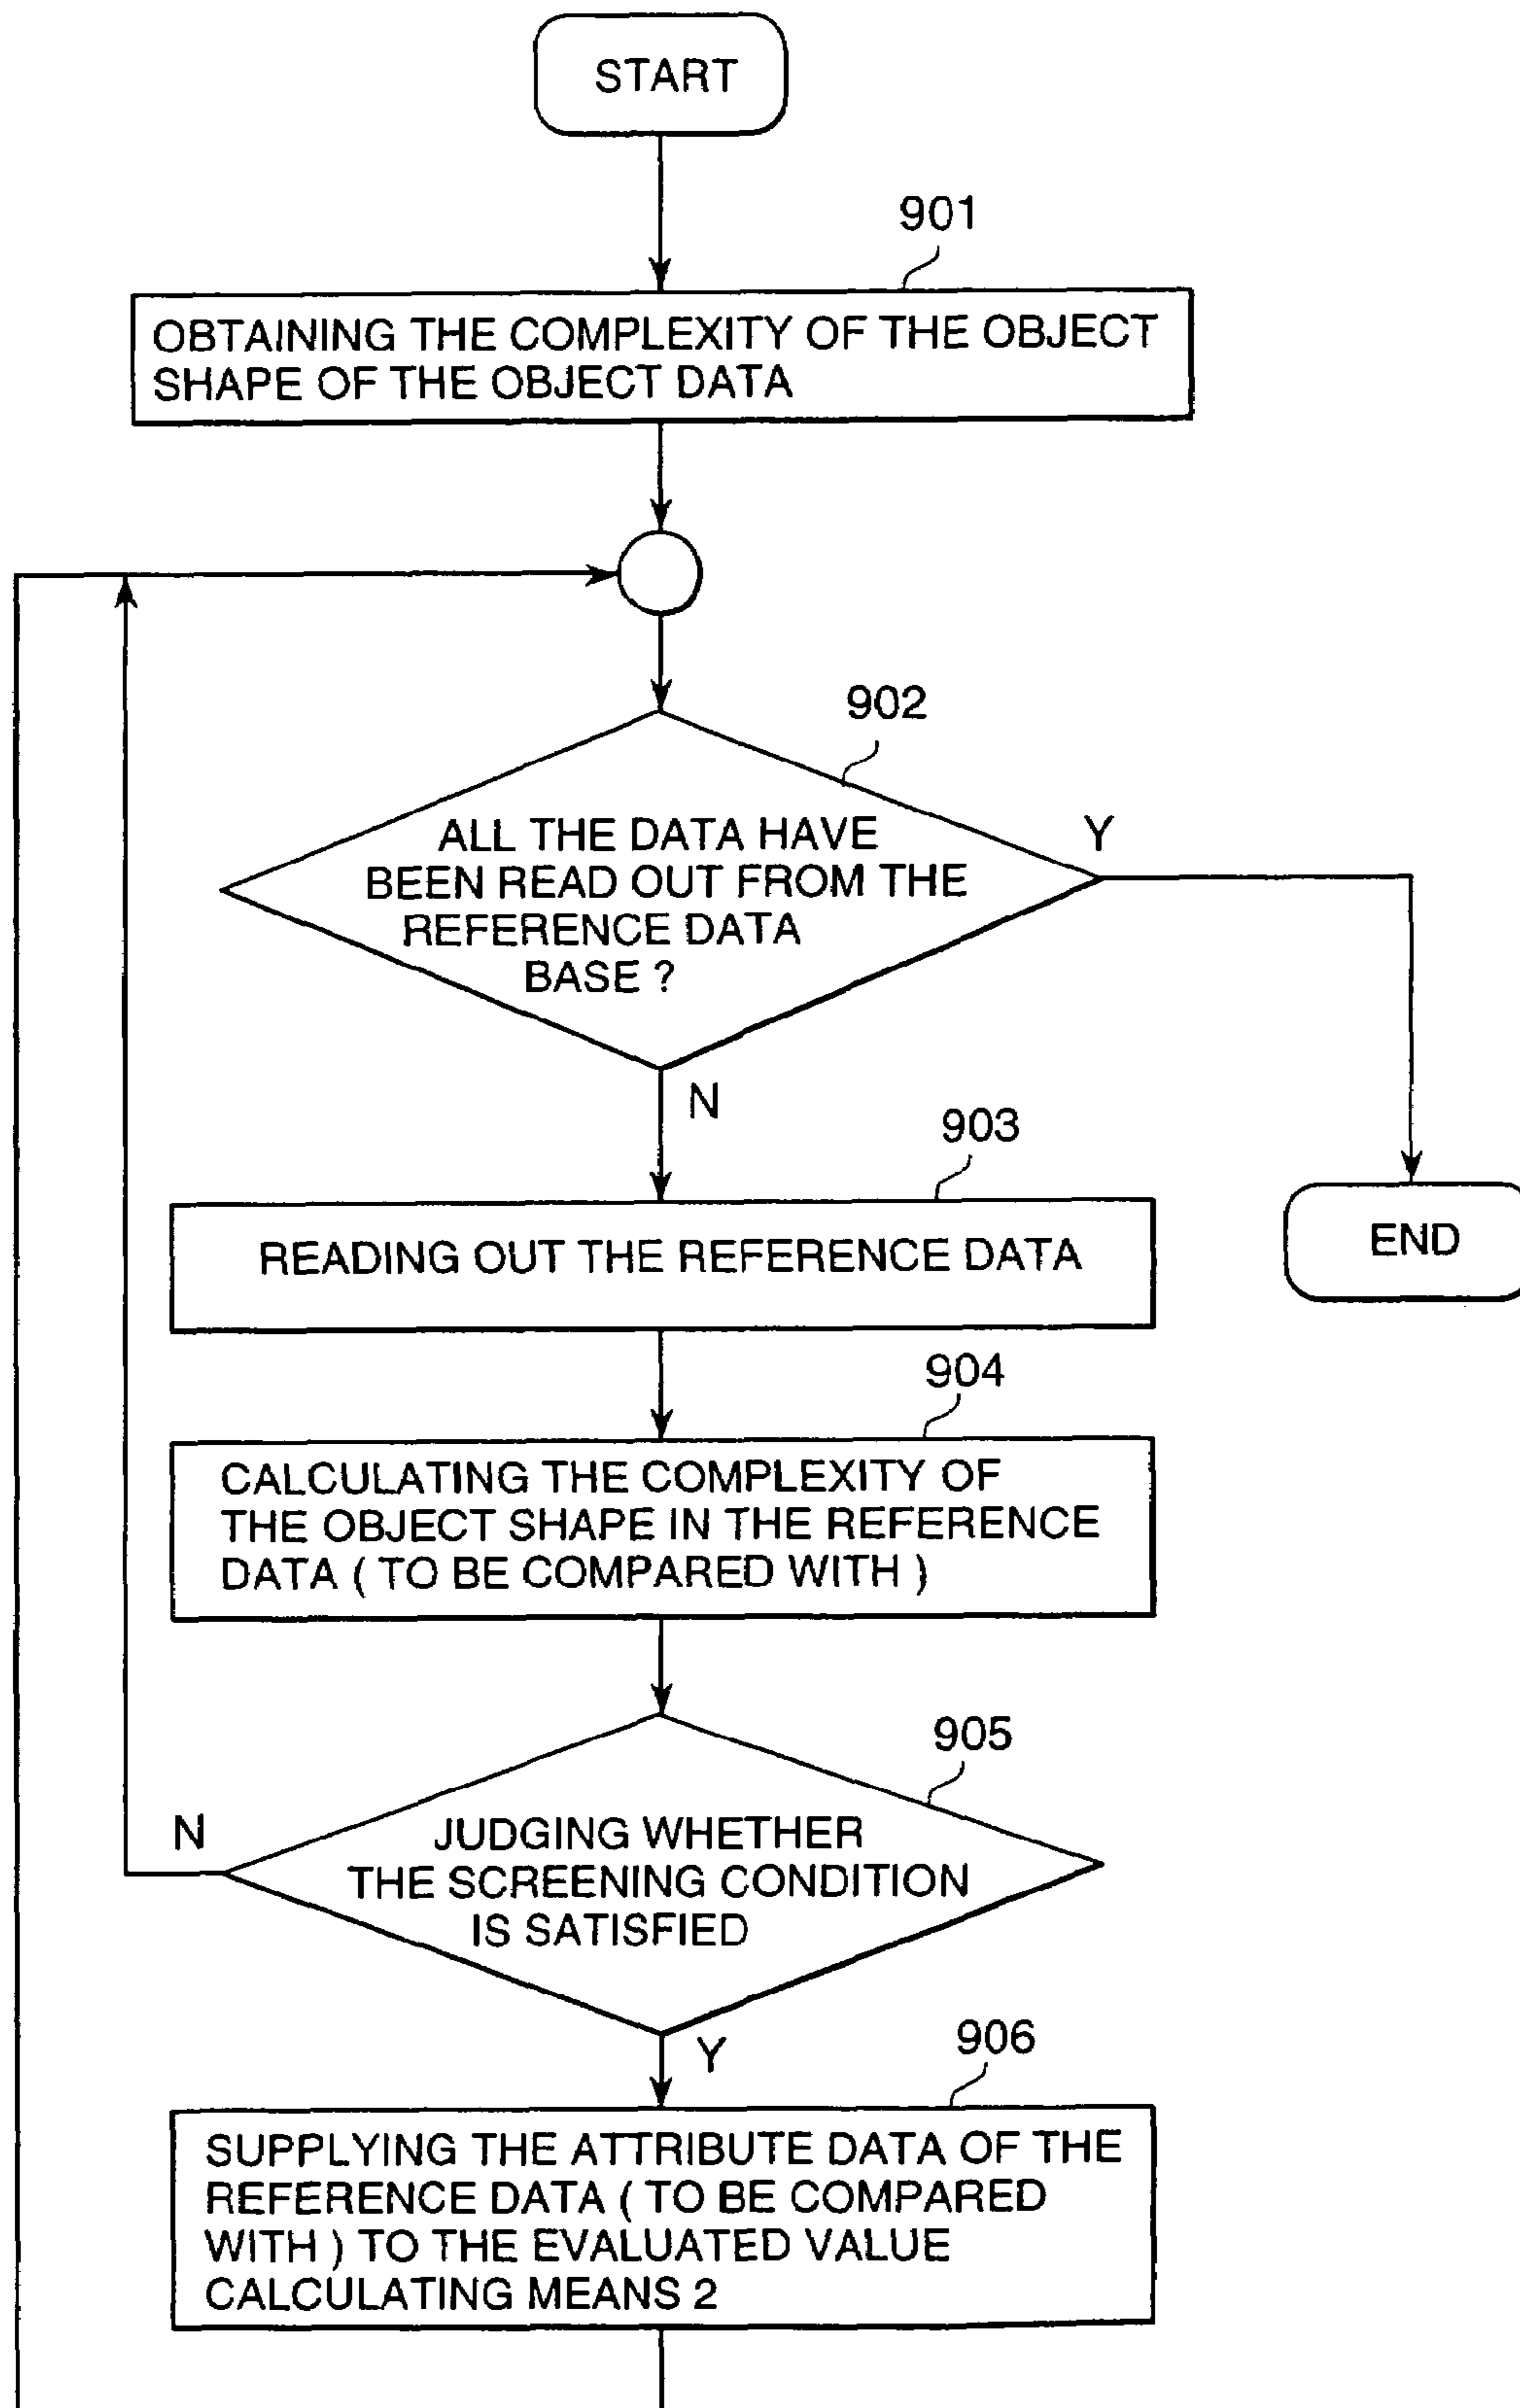 START
901
OBTAINING THE COMPLEXITY OF THE OBJECT
SHAPE OF THE OBJECT DATA
902
ALL THE DATA HAVE
BEEN READ OUT FROM THE
REFERENCE DATA
BASE ?
Y
N
903
READING OUT THE REFERENCE DATA
END
904
CALCULATING THE COMPLEXITY OF
THE OBJECT SHAPE IN THE REFERENCE
DATA ( TO BE COMPARED WITH )
905
N
JUDGING WHETHER
THE SCREENING CONDITION
IS SATISFIED
Y
906
SUPPLYING THE ATTRIBUTE DATA OF THE
REFERENCE DATA ( TO BE COMPARED
WITH ) TO THE EVALUATED VALUE
CALCULATING MEANS 2